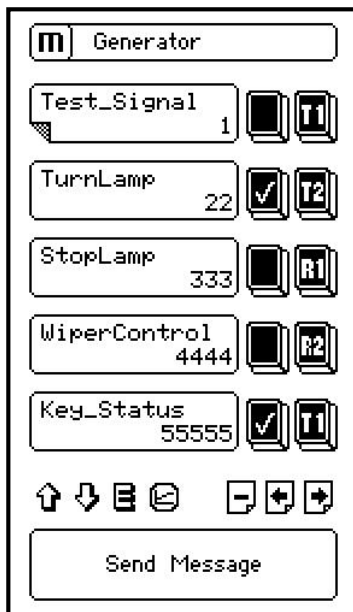 m Generator
Test_Signal
1
T1
TurnLamp
22
T2
StopLamp
333
R1
WiperControl
4444
R2
Key_Status
55555
T1
Send Message